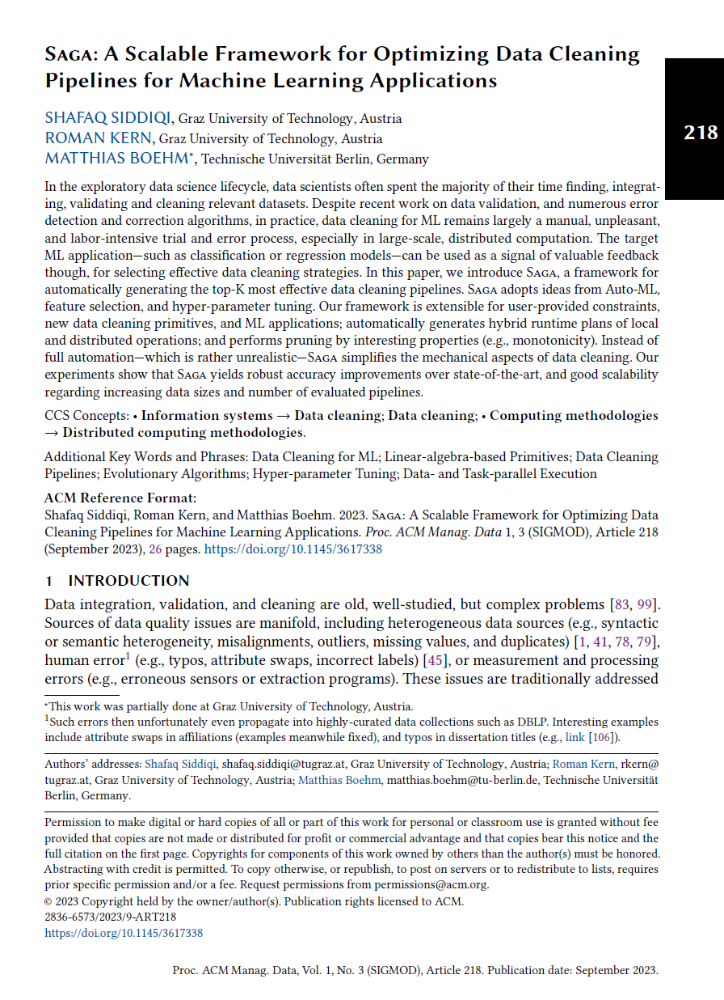 SAGA: A Scalable Framework for Optimizing Data Cleaning
Pipelines for Machine Learning Applications
218
SHAFAQ SIDDIQI, Graz University of Technology, Austria
ROMAN KERN, Graz University of Technology, Austria
MATTHIAS BOEHM*, Technische Universität Berlin, Germany
In the exploratory data science lifecycle, data scientists often spent the majority of their time finding, integrat-
ing, validating and cleaning relevant datasets. Despite recent work on data validation, and numerous error
detection and correction algorithms, in practice, data cleaning for ML remains largely a manual, unpleasant,
and labor-intensive trial and error process, especially in large-scale, distributed computation. The target
ML application—such as classification or regression models—can be used as a signal of valuable feedback
though, for selecting effective data cleaning strategies. In this paper, we introduce SAGA, a framework for
automatically generating the top-K most effective data cleaning pipelines. SAGA adopts ideas from Auto-ML,
feature selection, and hyper-parameter tuning. Our framework is extensible for user-provided constraints,
new data cleaning primitives, and ML applications; automatically generates hybrid runtime plans of local
and distributed operations; and performs pruning by interesting properties (e.g., monotonicity). Instead of
full automation—which is rather unrealistic—SAGA simplifies the mechanical aspects of data cleaning. Our
experiments show that SAGA yields robust accuracy improvements over state-of-the-art, and good scalability
regarding increasing data sizes and number of evaluated pipelines.
CCS Concepts: • Information systems → Data cleaning; Data cleaning; • Computing methodologies
→ Distributed computing methodologies.
Additional Key Words and Phrases: Data Cleaning for ML; Linear-algebra-based Primitives; Data Cleaning
Pipelines; Evolutionary Algorithms; Hyper-parameter Tuning; Data- and Task-parallel Execution
ACM Reference Format:
Shafaq Siddiqi, Roman Kern, and Matthias Boehm. 2023. SAGA: A Scalable Framework for Optimizing Data
Cleaning Pipelines for Machine Learning Applications. Proc. ACM Manag. Data 1, 3 (SIGMOD), Article 218
(September 2023), 26 pages. https://doi.org/10.1145/3617338
1 INTRODUCTION
Data integration, validation, and cleaning are old, well-studied, but complex problems [83, 99].
Sources of data quality issues are manifold, including heterogeneous data sources (e.g., syntactic
or semantic heterogeneity, misalignments, outliers, missing values, and duplicates) [1, 41, 78, 79],
human error¹ (e.g., typos, attribute swaps, incorrect labels) [45], or measurement and processing
errors (e.g., erroneous sensors or extraction programs). These issues are traditionally addressed
*This work was partially done at Graz University of Technology, Austria.
¹Such errors then unfortunately even propagate into highly-curated data collections such as DBLP. Interesting examples
include attribute swaps in affiliations (examples meanwhile fixed), and typos in dissertation titles (e.g., link [106]).
Authors' addresses: Shafaq Siddiqi, shafaq.siddiqi@tugraz.at, Graz University of Technology, Austria; Roman Kern, rkern@
tugraz.at, Graz University of Technology, Austria; Matthias Boehm, matthias.boehm@tu-berlin.de, Technische Universität
Berlin, Germany.
Permission to make digital or hard copies of all or part of this work for personal or classroom use is granted without fee
provided that copies are not made or distributed for profit or commercial advantage and that copies bear this notice and the
full citation on the first page. Copyrights for components of this work owned by others than the author(s) must be honored.
Abstracting with credit is permitted. To copy otherwise, or republish, to post on servers or to redistribute to lists, requires
prior specific permission and/or a fee. Request permissions from permissions@acm.org.
© 2023 Copyright held by the owner/author(s). Publication rights licensed to ACM.
2836-6573/2023/9-ART218
https://doi.org/10.1145/3617338
Proc. ACM Manag. Data, Vol. 1, No. 3 (SIGMOD), Article 218. Publication date: September 2023.